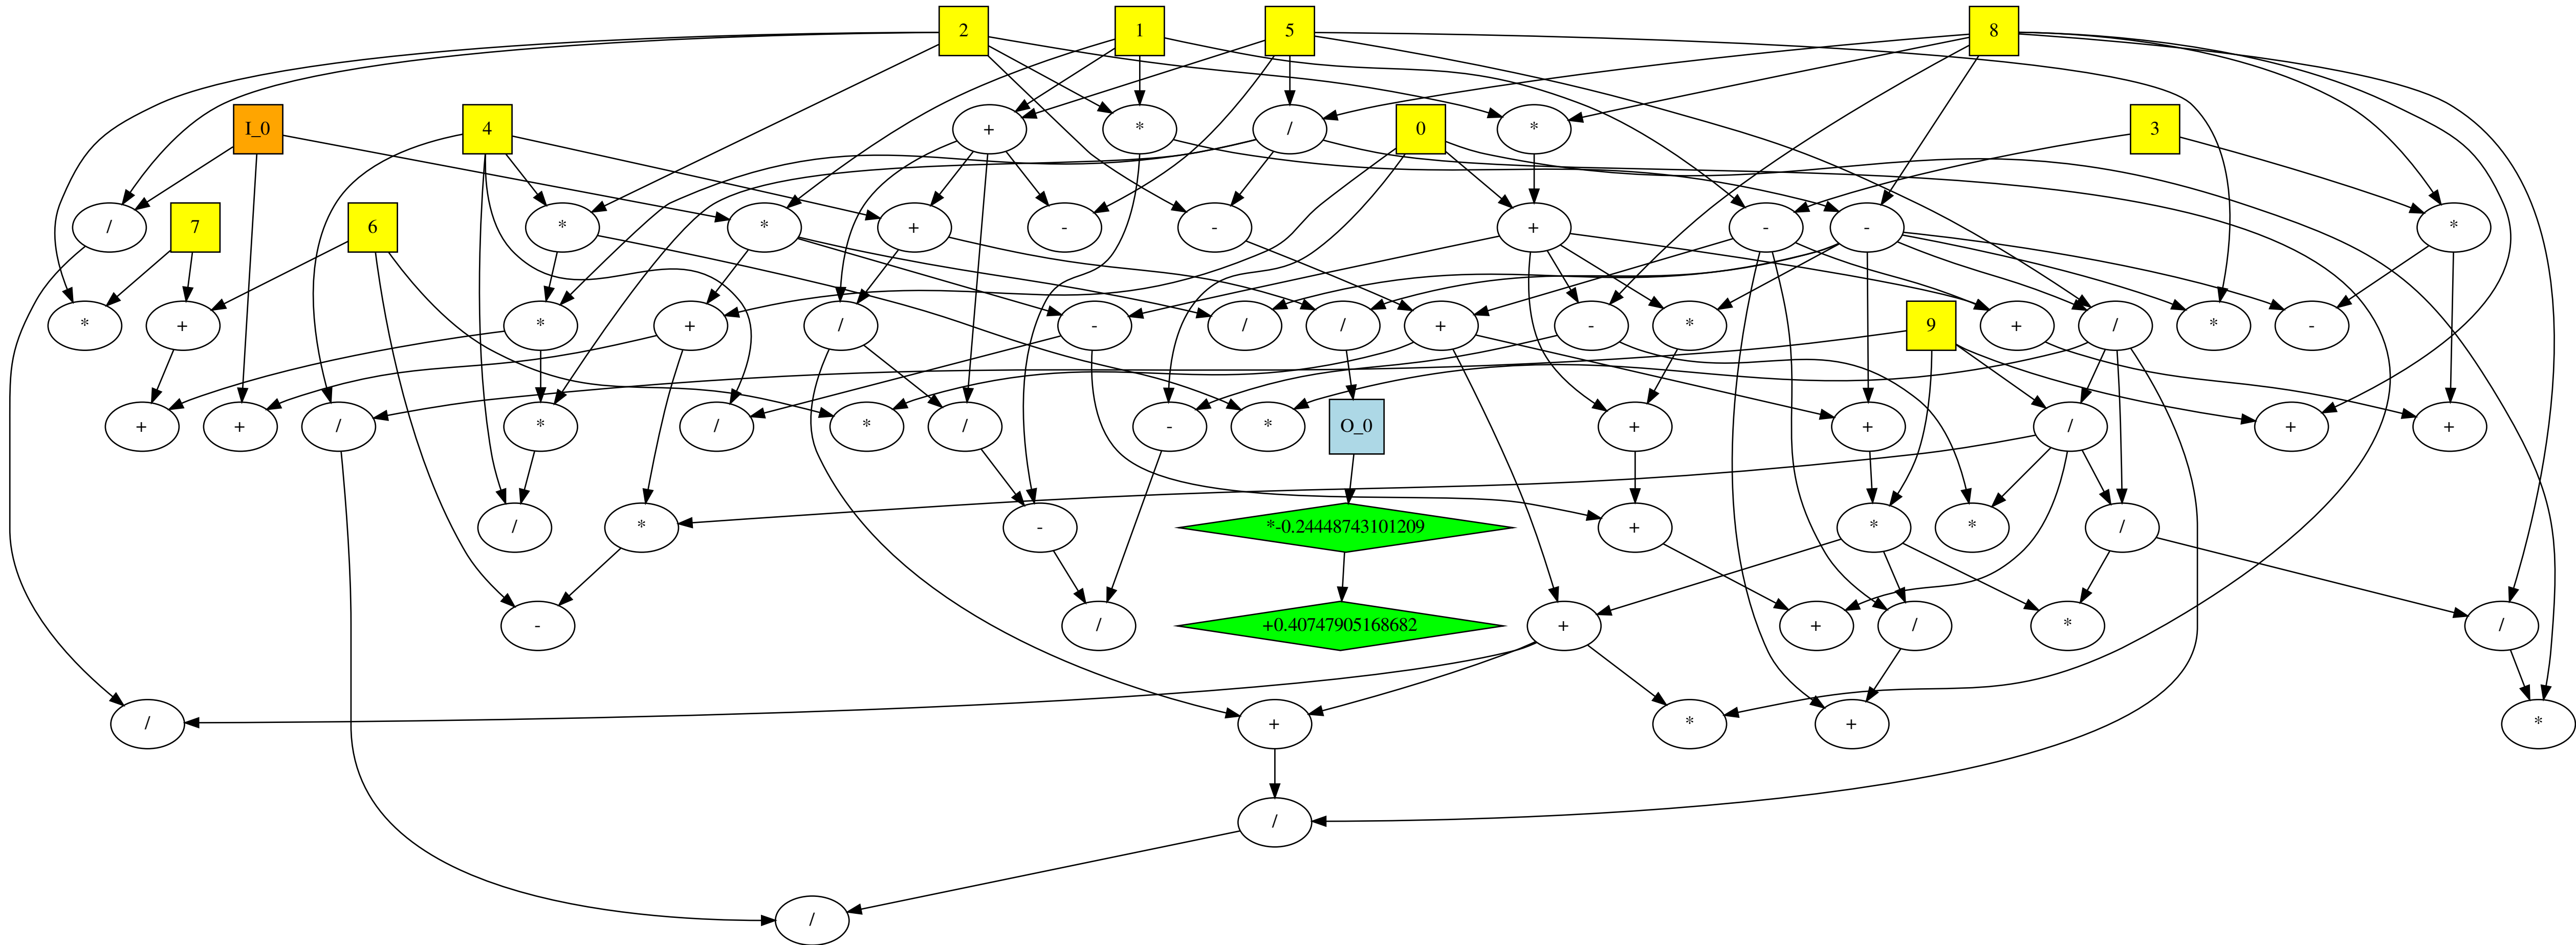 2 1 5 8
I_0 4 + * / * 0 3
/ 7 6 * * + - - + - - *
* + * + / - / / + - * + / * -
+ + / * / * / - * O_0 + + 9 / + +
/ * - *-0.24448743101209 + * * /
- / +0.40747905168682 + + / * /
/ + * + *
/
/